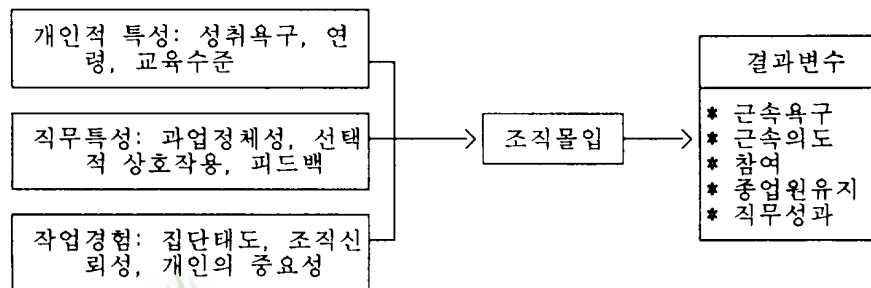 개인적 특성: 성취욕구, 연
령, 교육수준
직무특성: 과업정체성, 선택
적 상호작용, 피드백
작업경험: 집단태도, 조직신
뢰성, 개인의 중요성
조직몰입
결과변수
* 근속욕구
* 근속의도
* 참여
* 종업원유지
* 직무성과